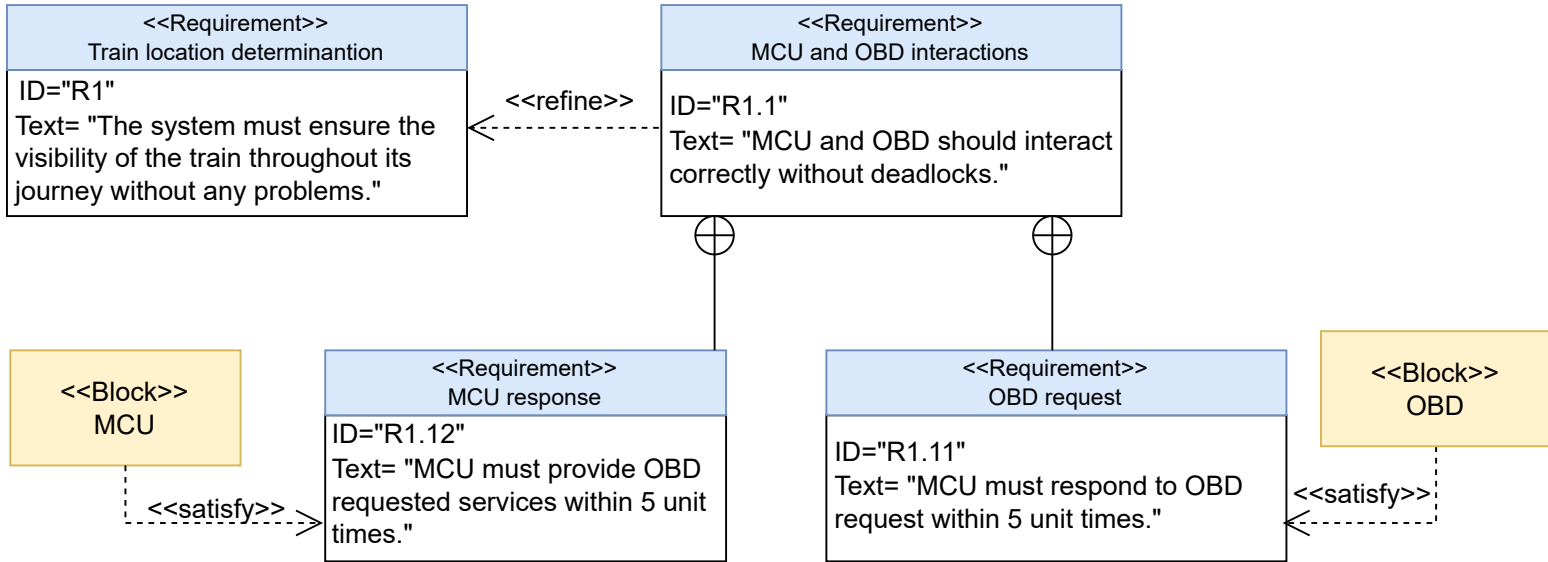 <<Requirement>>
Train location determinantion
ID="R1"
Text= "The system must ensure the
visibility of the train throughout its
journey without any problems."
<<refine>>
<<Requirement>>
MCU and OBD interactions
ID="R1.1"
Text= "MCU and OBD should interact
correctly without deadlocks."
<<Block>>
MCU
<<satisfy>>
<<Requirement>>
MCU response
ID="R1.12"
Text= "MCU must provide OBD
requested services within 5 unit
times."
<<Requirement>>
OBD request
ID="R1.11"
Text= "MCU must respond to OBD
request within 5 unit times."
<<Block>>
OBD
<<satisfy>>